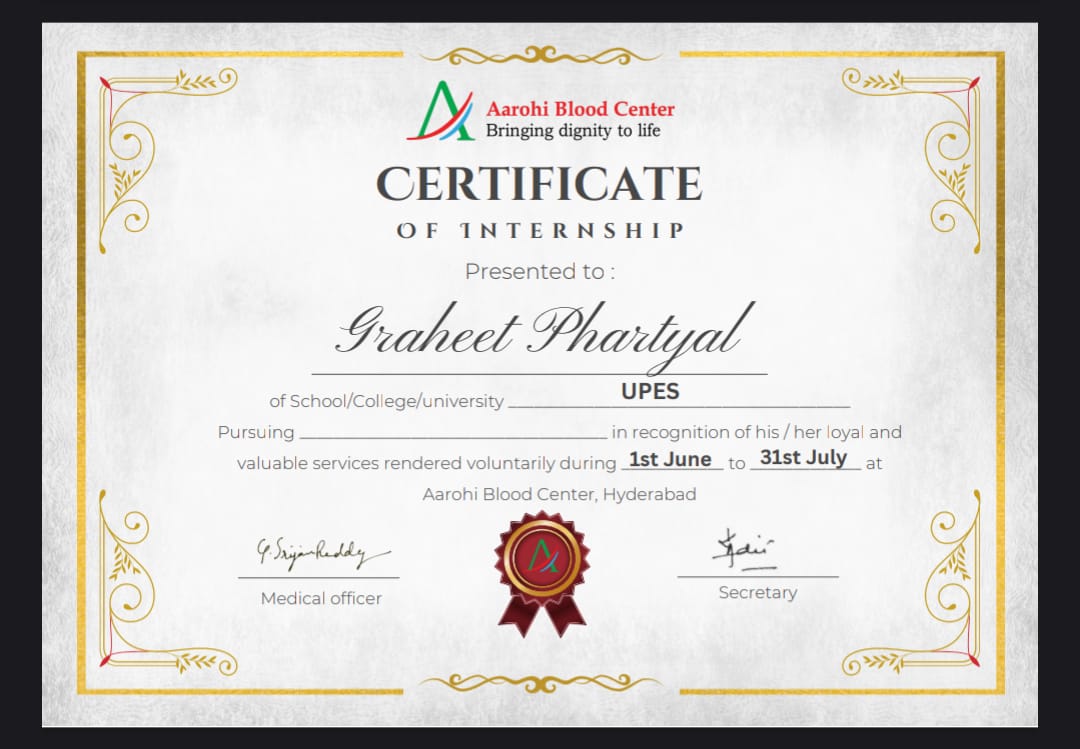 Aarohi Blood Center
Bringing dignity to life
CERTIFICATE
OF INTERNSHIP
Presented to :
Graheet Phartyal
of School/College/university UPES
Pursuing in recognition of his / her loyal and
valuable services rendered voluntarily during 1st June to 31st July at
Aarohi Blood Center, Hyderabad
G. Srijan Reddy
Medical officer
Secretary